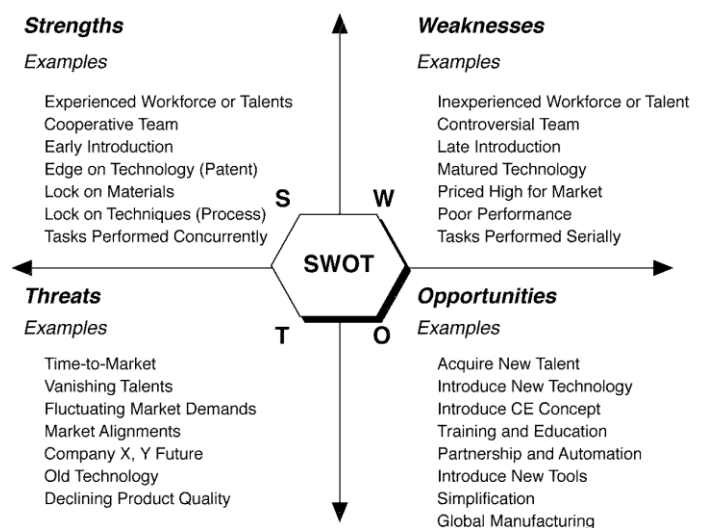 Strengths
Examples
Experienced Workforce or Talents
Cooperative Team
Early Introduction
Edge on Technology (Patent)
Lock on Materials
Lock on Techniques (Process)
Tasks Performed Concurrently
Weaknesses
Examples
Inexperienced Workforce or Talent
Controversial Team
Late Introduction
Matured Technology
Priced High for Market
Poor Performance
Tasks Performed Serially
S W
SWOT
T O
Threats
Examples
Time-to-Market
Vanishing Talents
Fluctuating Market Demands
Market Alignments
Company X, Y Future
Old Technology
Declining Product Quality
Opportunities
Examples
Acquire New Talent
Introduce New Technology
Introduce CE Concept
Training and Education
Partnership and Automation
Introduce New Tools
Simplification
Global Manufacturing